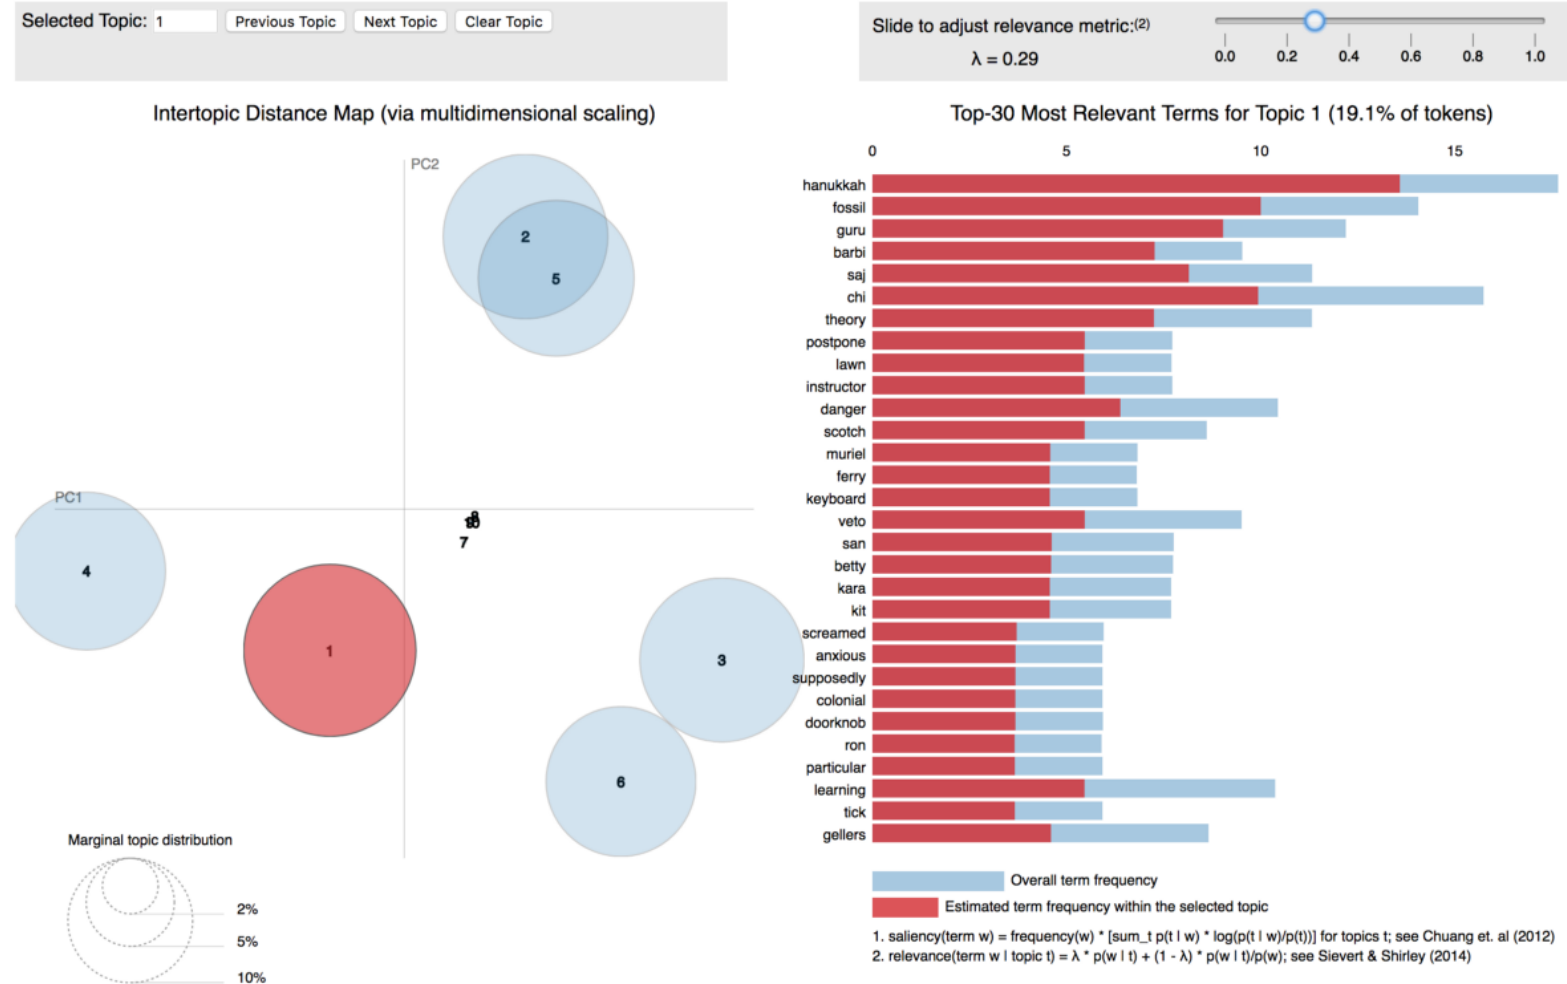 Selected Topic: 1 Previous Topic Next Topic Clear Topic
Slide to adjust relevance metric:(2)
λ = 0.29
0.0 0.2 0.4 0.6 0.8 1.0
Intertopic Distance Map (via multidimensional scaling)
PC2
2
5
PC1
8
7
4
1
3
6
Marginal topic distribution
2%
5%
10%
Top-30 Most Relevant Terms for Topic 1 (19.1% of tokens)
0 5 10 15
hanukkah
fossil
guru
barbi
saj
chi
theory
postpone
lawn
instructor
danger
scotch
muriel
ferry
keyboard
veto
san
betty
kara
kit
screamed
anxious
supposedly
colonial
doorknob
ron
particular
learning
tick
gellers
Overall term frequency
Estimated term frequency within the selected topic
1. saliency(term w) = frequency(w) * [sum_t p(t | w) * log(p(t | w)/p(t))] for topics t; see Chuang et. al (2012)
2. relevance(term w | topic t) = λ * p(w | t) + (1 - λ) * p(w | t)/p(w); see Sievert & Shirley (2014)